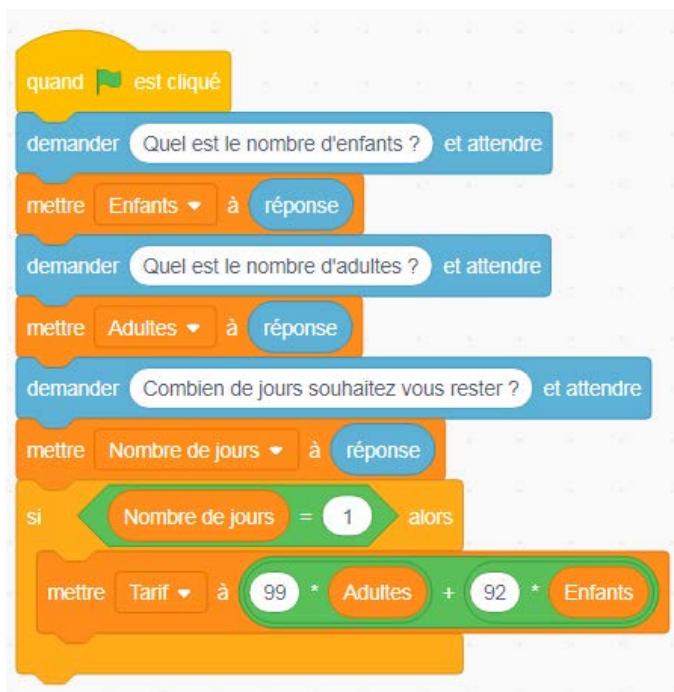 quand est cliqué
demander Quel est le nombre d'enfants ? et attendre
mettre Enfants à réponse
demander Quel est le nombre d'adultes ? et attendre
mettre Adultes à réponse
demander Combien de jours souhaitez vous rester ? et attendre
mettre Nombre de jours à réponse
si Nombre de jours = 1 alors
mettre Tarif à 99 * Adultes + 92 * Enfants